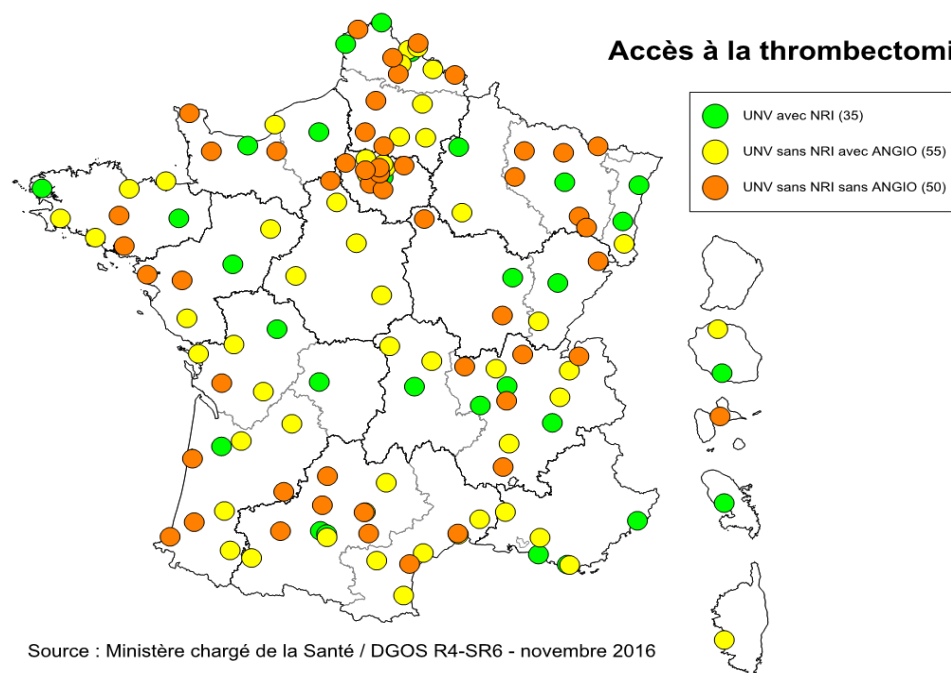 Accès à la thrombectomi
UNV avec NRI (35)
UNV sans NRI avec ANGIO (55)
UNV sans NRI sans ANGIO (50)
Source : Ministère chargé de la Santé / DGOS R4-SR6 - novembre 2016